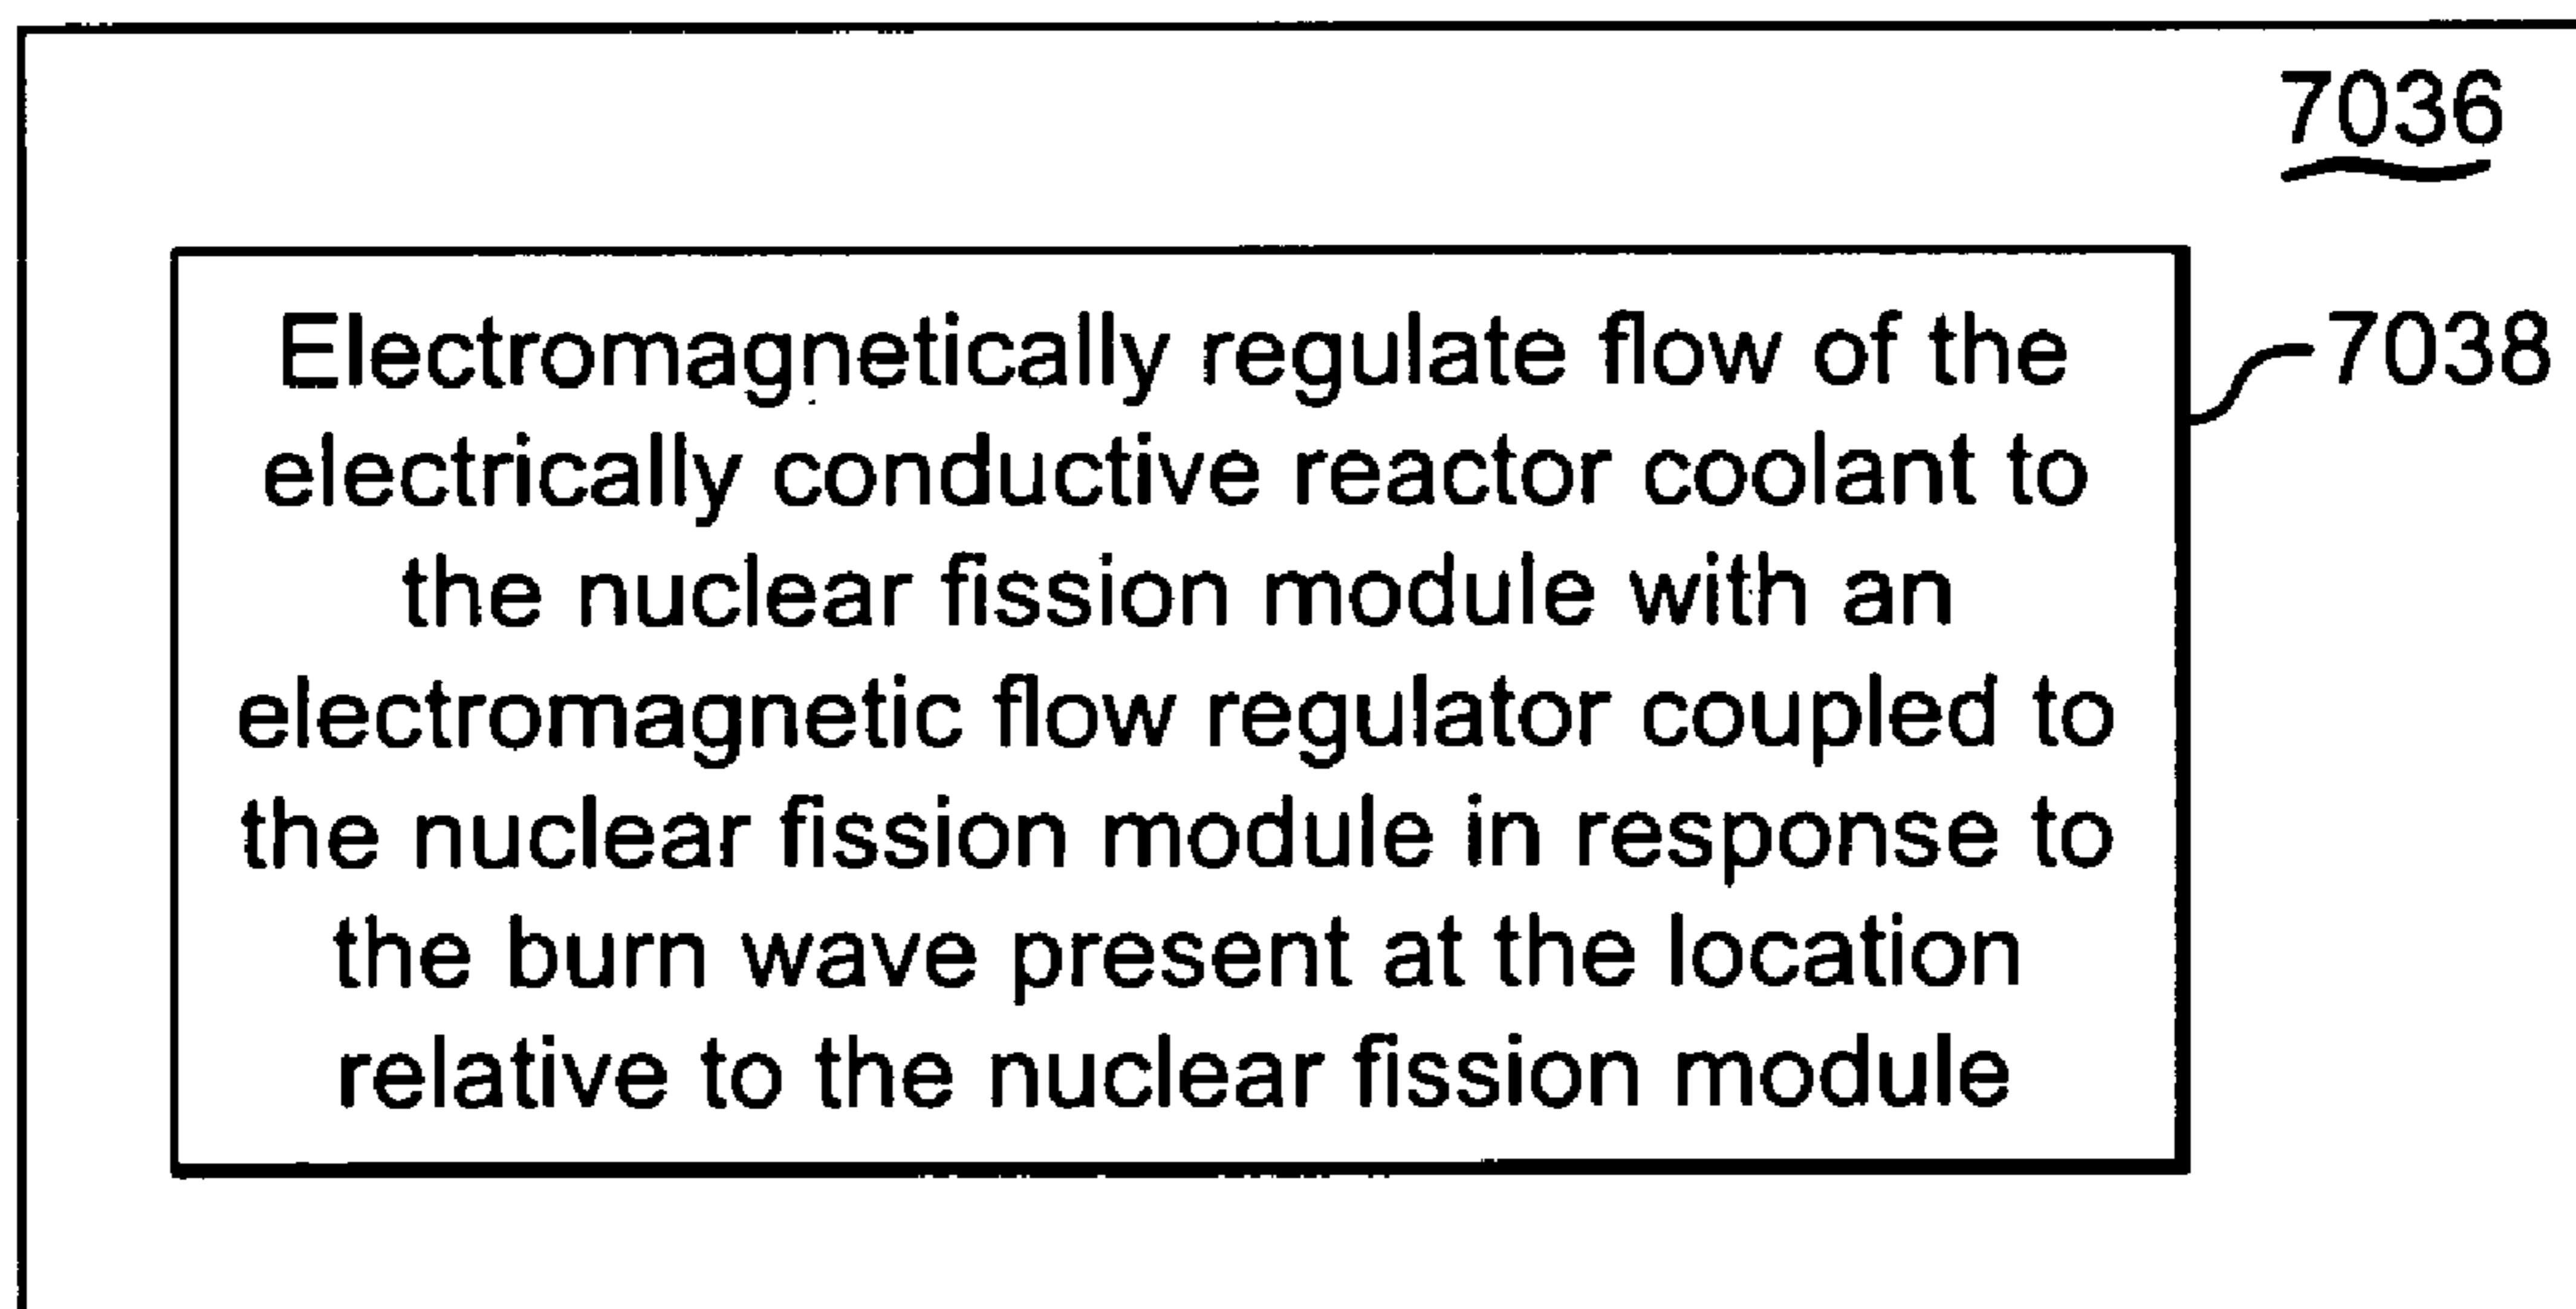 7036
Electromagnetically regulate flow of the
electrically conductive reactor coolant to
the nuclear fission module with an
electromagnetic flow regulator coupled to
the nuclear fission module in response to
the burn wave present at the location
relative to the nuclear fission module
7038